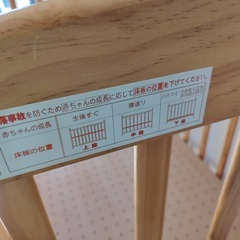 落事故を防ぐため赤ちゃんの成長に応じて床板の位置を下げてください。
赤ちゃんの成長 生後すぐ 寝返り
床板の位置 上段 中段 下段